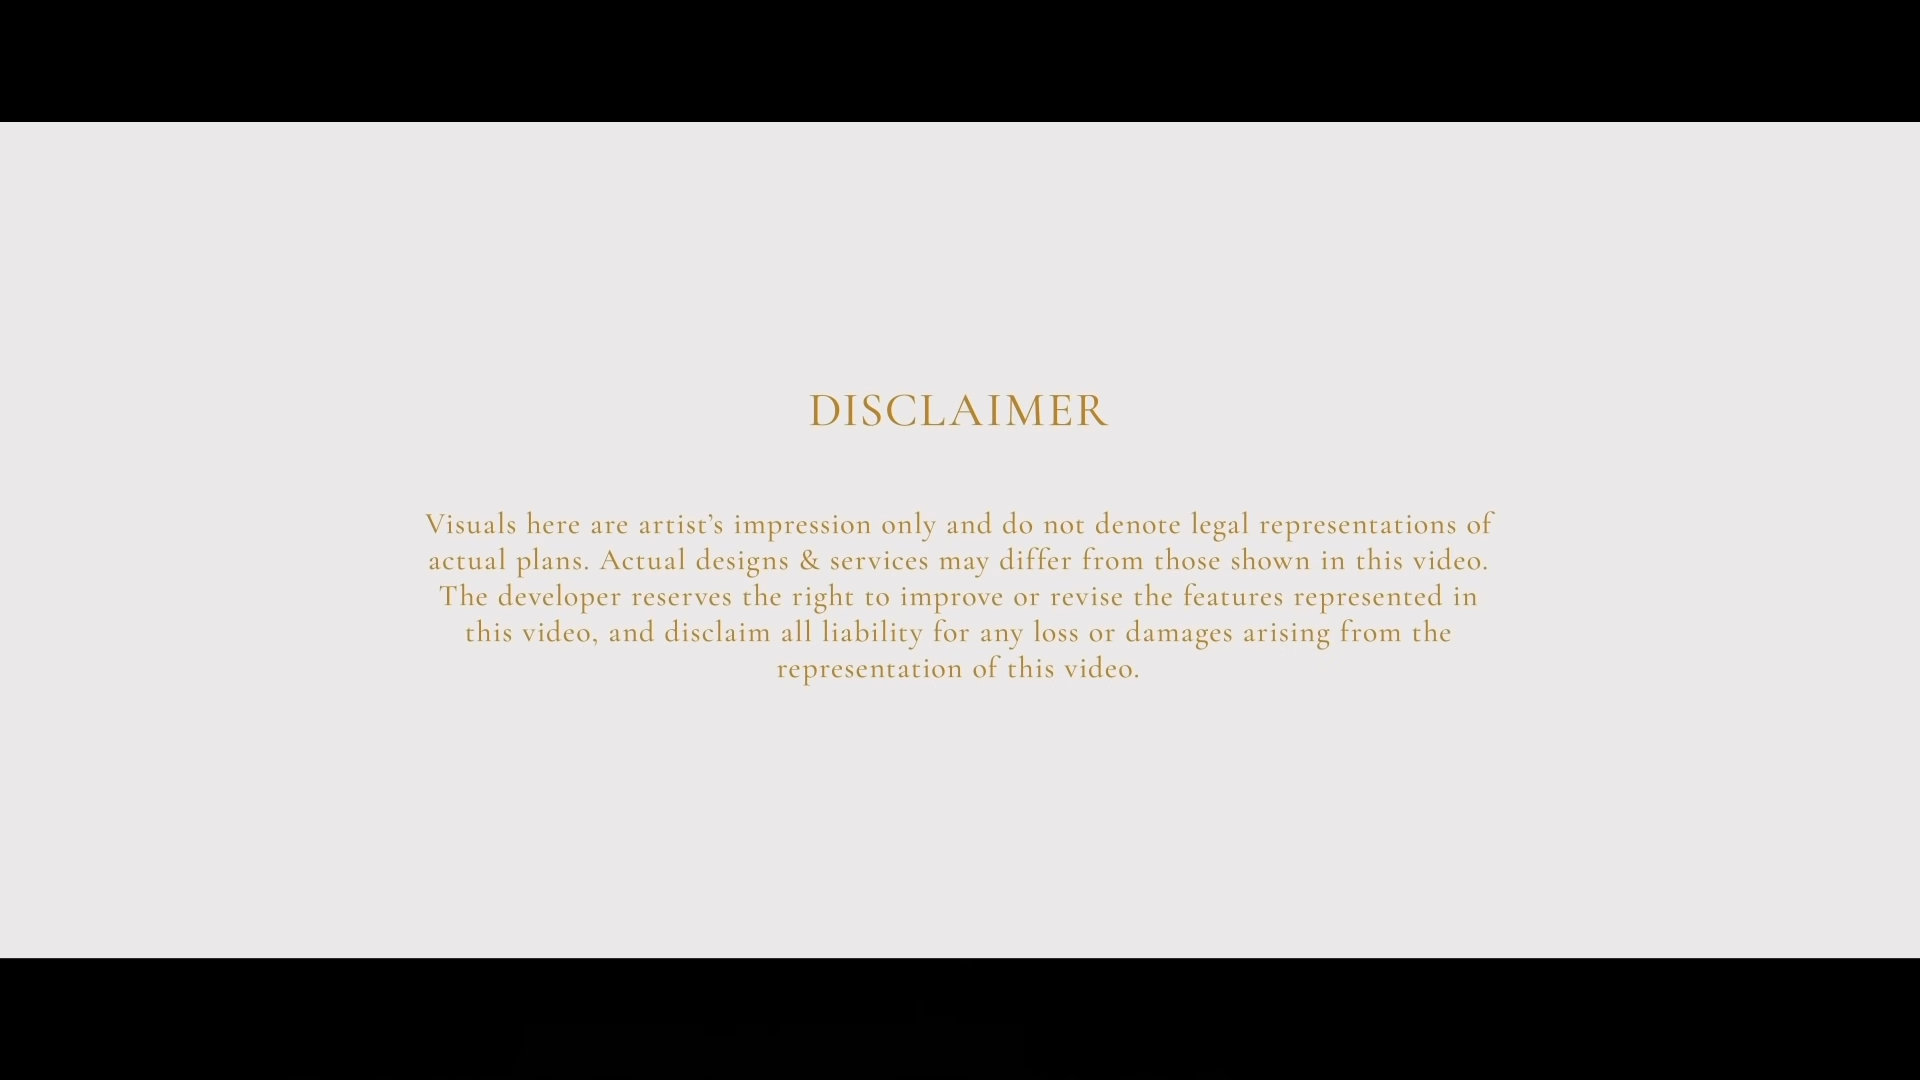 DISCLAIMER
Visuals here are artist’s impression only and do not denote legal representations of
actual plans. Actual designs & services may differ from those shown in this video.
The developer reserves the right to improve or revise the features represented in
this video, and disclaim all liability for any loss or damages arising from the
representation of this video.